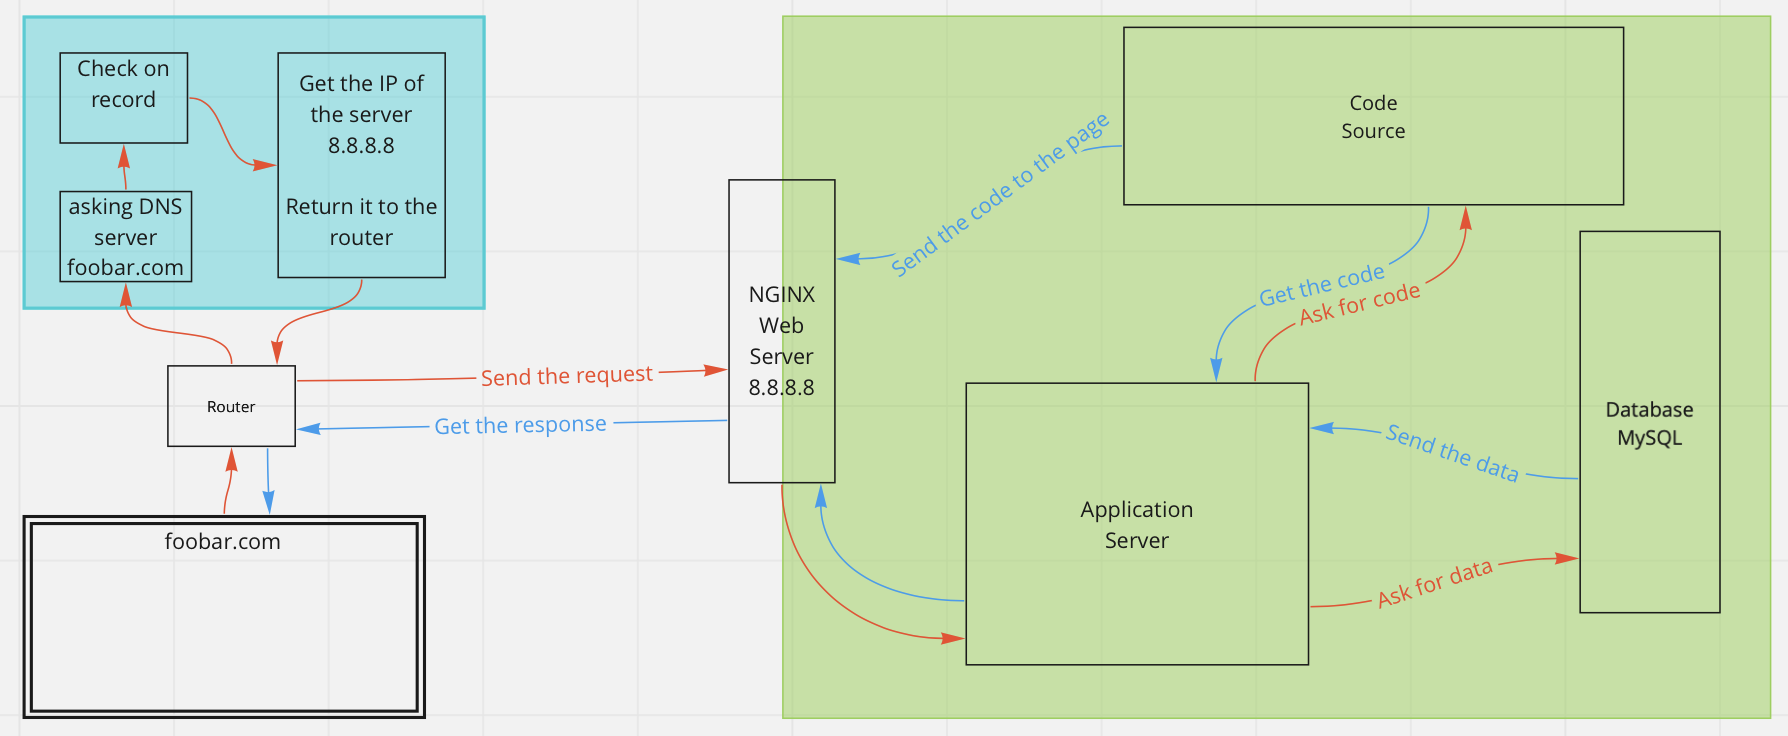 Check on
record
Get the IP of
the server
8.8.8.8
Return it to the
router
asking DNS
server
foobar.com
Router
foobar.com
Send the request
Get the response
NGINX
Web
Server
8.8.8.8
Send the code to the page
Code
Source
Get the code
Ask for code
Application
Server
Send the data
Ask for data
Database
MySQL